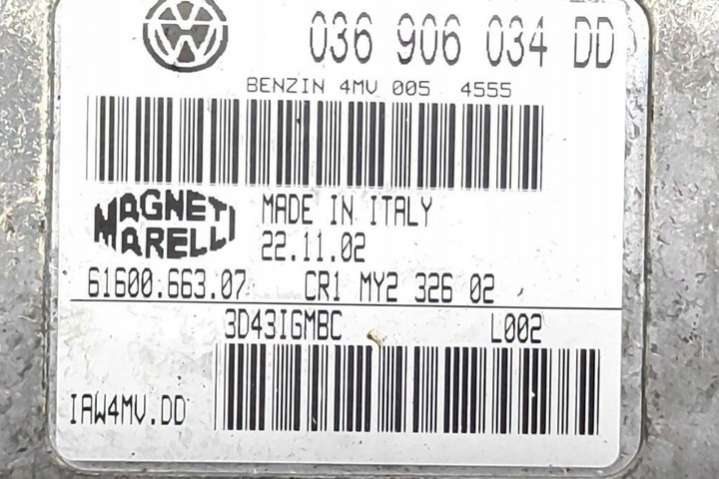 036 906 034 DD
BENZIN 4MV 005 4555
MAGNETI
MARELLI
MADE IN ITALY
22.11.02
61600.663.07 CR1 MY2 326 02
3D43IGMBC L002
IAW4MV.DD